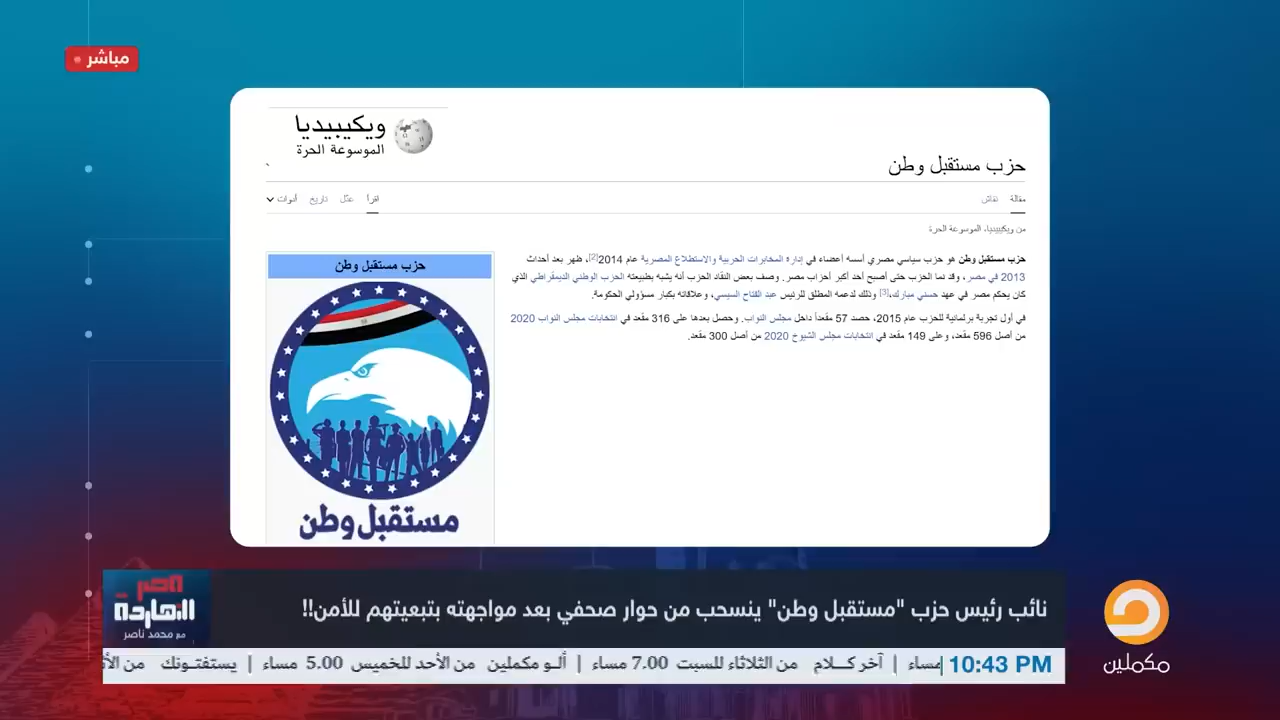 مباشر
ويكيبيديا
الموسوعة الحرة
حزب مستقبل وطن
مقالة نقاش اقرأ عدّل تاريخ أدوات
من ويكيبيديا، الموسوعة الحرة
حزب مستقبل وطن هو حزب سياسي مصري أسسه أعضاء في إدارة المخابرات الحربية والاستطلاع المصرية عام 2014[2]، ظهر بعد أحداث
2013 في مصر، وقد نما الحزب حتى أصبح أحد أكبر أحزاب مصر. وصف بعض النقاد الحزب أنه يشبه بطبيعته الحزب الوطني الديمقراطي الذي
كان يحكم مصر في عهد حسني مبارك،[3] وذلك لدعمه المطلق للرئيس عبد الفتاح السيسي، وعلاقاته بكبار مسؤولي الحكومة.
في أول تجربة برلمانية للحزب عام 2015، حصد 57 مقعداً داخل مجلس النواب. وحصل بعدها على 316 مقعد في انتخابات مجلس النواب 2020
من أصل 596 مقعد، وعلى 149 مقعد في انتخابات مجلس الشيوخ 2020 من أصل 300 مقعد.
حزب مستقبل وطن
مستقبل وطن
نائب رئيس حزب "مستقبل وطن" ينسحب من حوار صحفي بعد مواجهته بتبعيتهم للأمن!!
مصر
النهاردة
مع محمد ناصر
10:43 PM
مساء | آخر كـــلام من الثلاثاء للسبت 7.00 مساء | ألــو مكملين من الأحد للخميس 5.00 مساء | يستفتـونك من الأ
مكملين